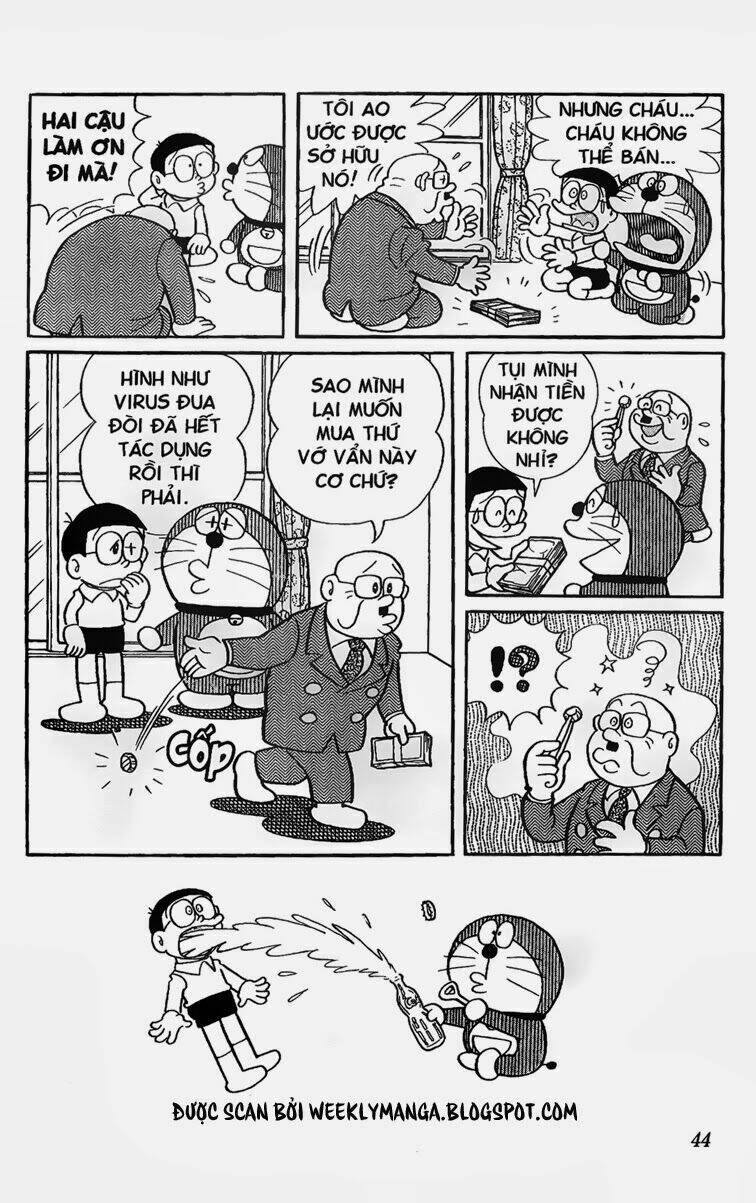 NHƯNG CHÁU...
CHÁU KHÔNG
THỂ BÁN...
TÔI AO
ƯỚC ĐƯỢC
SỞ HỮU
NÓ!
HAI CẬU
LÀM ƠN
ĐI MÀ!
TỤI MÌNH
NHẬN TIỀN
ĐƯỢC
KHÔNG
NHỈ?
!?
SAO MÌNH
LẠI MUỐN
MUA THỨ
VỚ VẨN NÀY
CƠ CHỨ?
HÌNH NHƯ
VIRUS ĐUA
ĐÒI ĐÃ HẾT
TÁC DỤNG
RỒI THÌ
PHẢI.
CỐP
ĐƯỢC SCAN BỞI WEEKLYMANGA.BLOGSPOT.COM
44